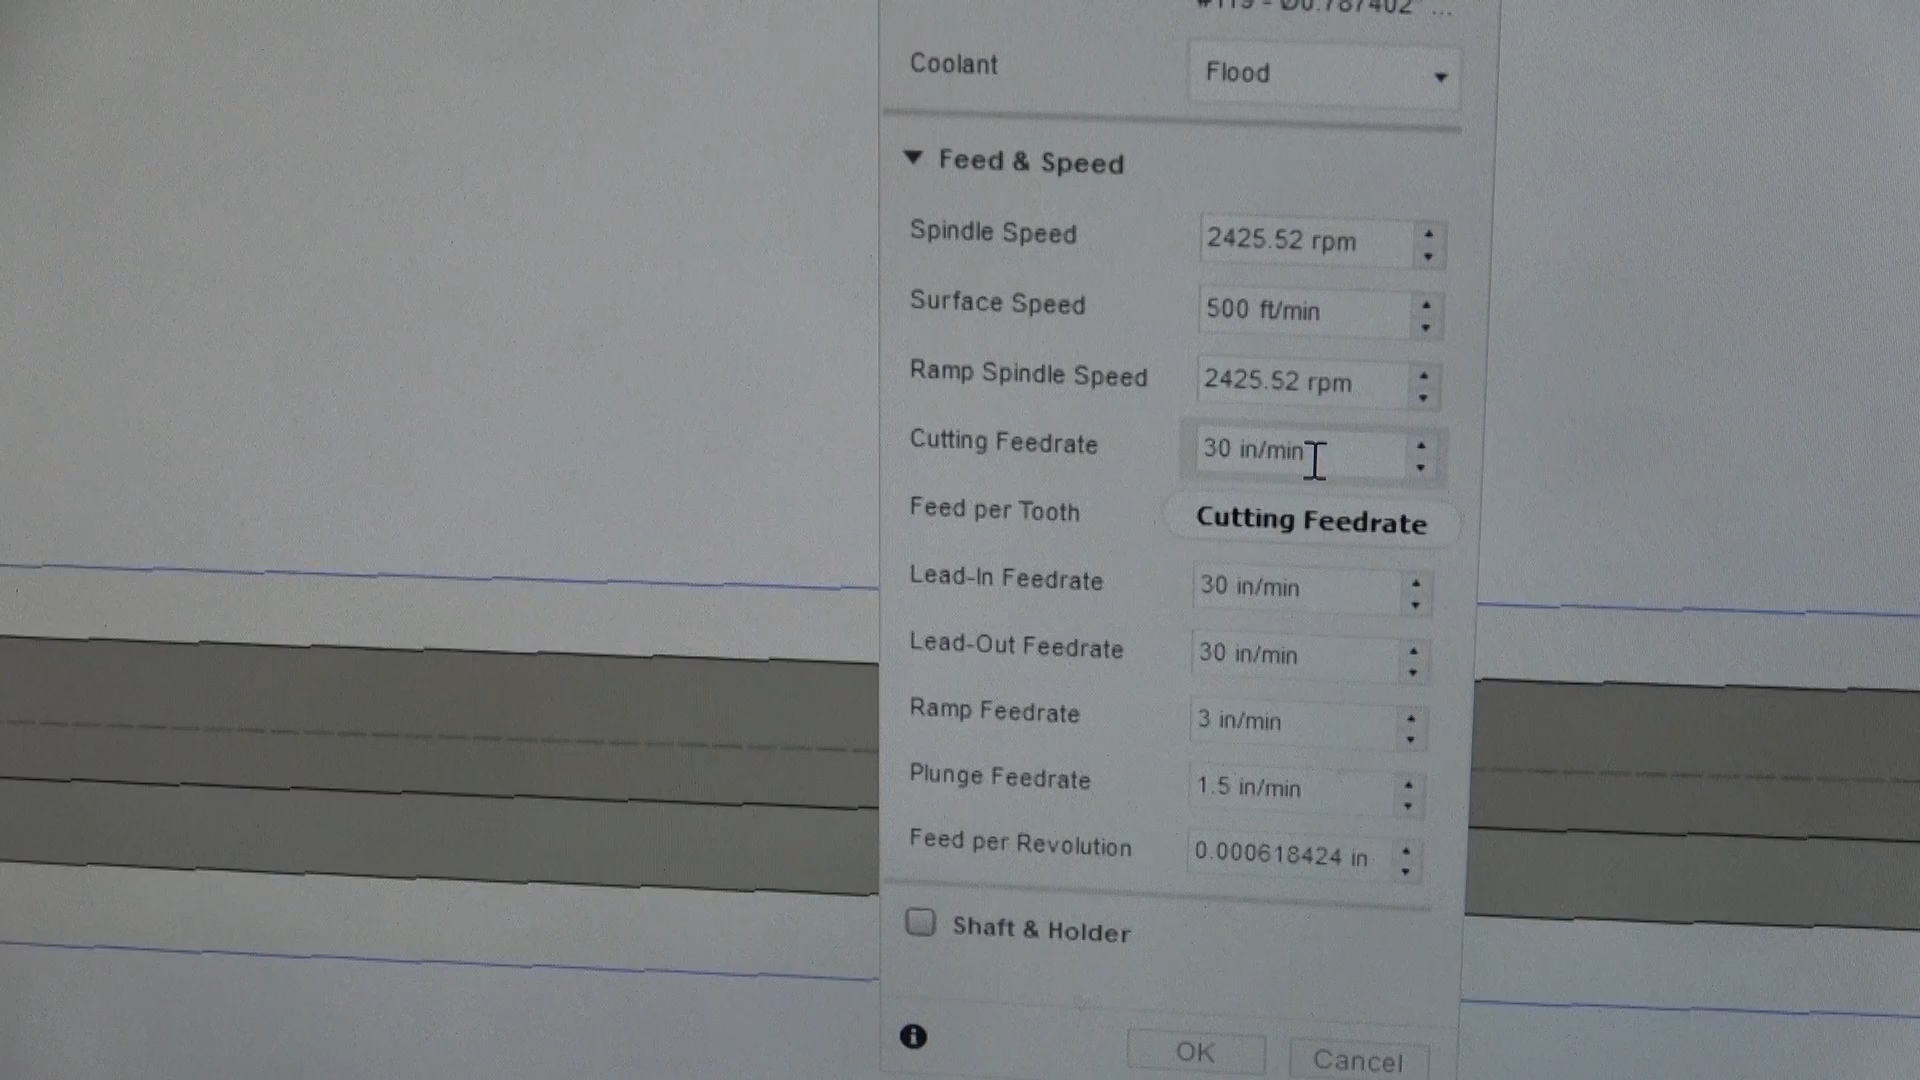 #115 - Ø0.787402" ...
Coolant Flood
Feed & Speed
Spindle Speed 2425.52 rpm
Surface Speed 500 ft/min
Ramp Spindle Speed 2425.52 rpm
Cutting Feedrate 30 in/min
Feed per Tooth Cutting Feedrate
Lead-In Feedrate 30 in/min
Lead-Out Feedrate 30 in/min
Ramp Feedrate 3 in/min
Plunge Feedrate 1.5 in/min
Feed per Revolution 0.000618424 in
Shaft & Holder
OK Cancel